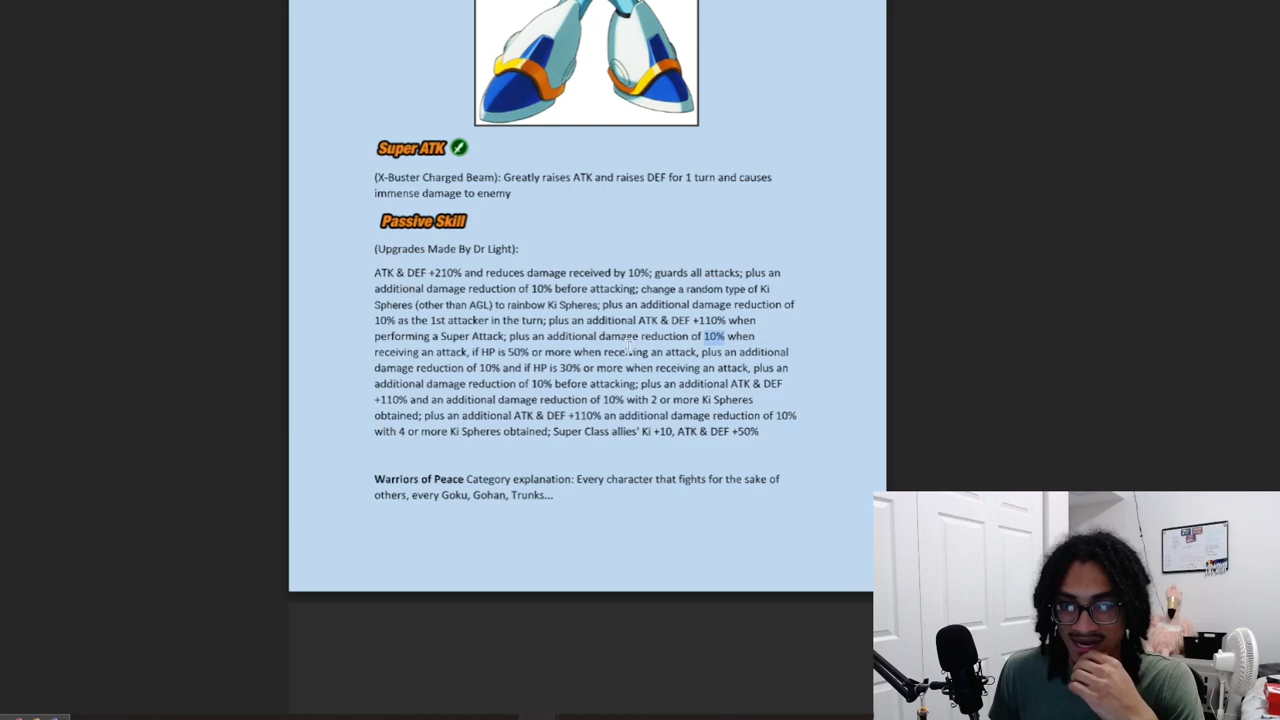 Super ATK
(X-Buster Charged Beam): Greatly raises ATK and raises DEF for 1 turn and causes
immense damage to enemy
Passive Skill
(Upgrades Made By Dr Light):
ATK & DEF +210% and reduces damage received by 10%; guards all attacks; plus an
additional damage reduction of 10% before attacking; change a random type of Ki
Spheres (other than AGL) to rainbow Ki Spheres; plus an additional damage reduction of
10% as the 1st attacker in the turn; plus an additional ATK & DEF +110% when
performing a Super Attack; plus an additional damage reduction of 10% when
receiving an attack, if HP is 50% or more when receiving an attack, plus an additional
damage reduction of 10% and if HP is 30% or more when receiving an attack, plus an
additional damage reduction of 10% before attacking; plus an additional ATK & DEF
+110% and an additional damage reduction of 10% with 2 or more Ki Spheres
obtained; plus an additional ATK & DEF +110% an additional damage reduction of 10%
with 4 or more Ki Spheres obtained; Super Class allies' Ki +10, ATK & DEF +50%
Warriors of Peace Category explanation: Every character that fights for the sake of
others, every Goku, Gohan, Trunks...